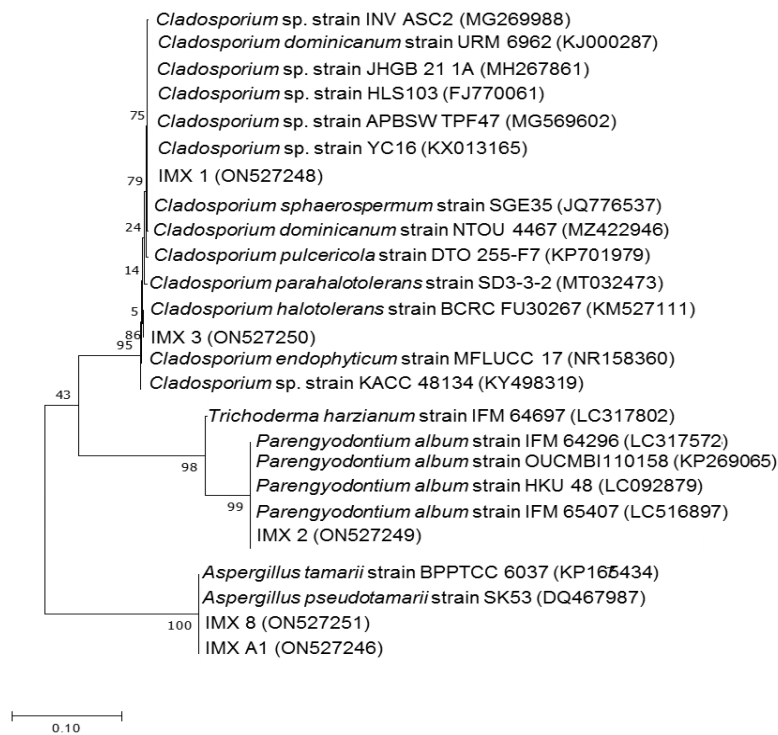 Cladosporium sp. strain INV ASC2 (MG269988)
Cladosporium dominicanum strain URM 6962 (KJ000287)
Cladosporium sp. strain JHGB 21 1A (MH267861)
Cladosporium sp. strain HLS103 (FJ770061)
75
Cladosporium sp. strain APBSW TPF47 (MG569602)
Cladosporium sp. strain YC16 (KX013165)
79
IMX 1 (ON527248)
Cladosporium sphaerospermum strain SGE35 (JQ776537)
24
Cladosporium dominicanum strain NTOU 4467 (MZ422946)
Cladosporium pulcericola strain DTO 255-F7 (KP701979)
14
Cladosporium parahalotolerans strain SD3-3-2 (MT032473)
5
Cladosporium halotolerans strain BCRC FU30267 (KM527111)
86
IMX 3 (ON527250)
95
Cladosporium endophyticum strain MFLUCC 17 (NR158360)
Cladosporium sp. strain KACC 48134 (KY498319)
43
Trichoderma harzianum strain IFM 64697 (LC317802)
Parengyodontium album strain IFM 64296 (LC317572)
98
Parengyodontium album strain OUCMBI110158 (KP269065)
Parengyodontium album strain HKU 48 (LC092879)
99
Parengyodontium album strain IFM 65407 (LC516897)
IMX 2 (ON527249)
Aspergillus tamarii strain BPPTCC 6037
Aspergillus pseudotamarii strain SK53 (DQ467987)
100
IMX 8 (ON527251)
IMX A1 (ON527246)
0.10